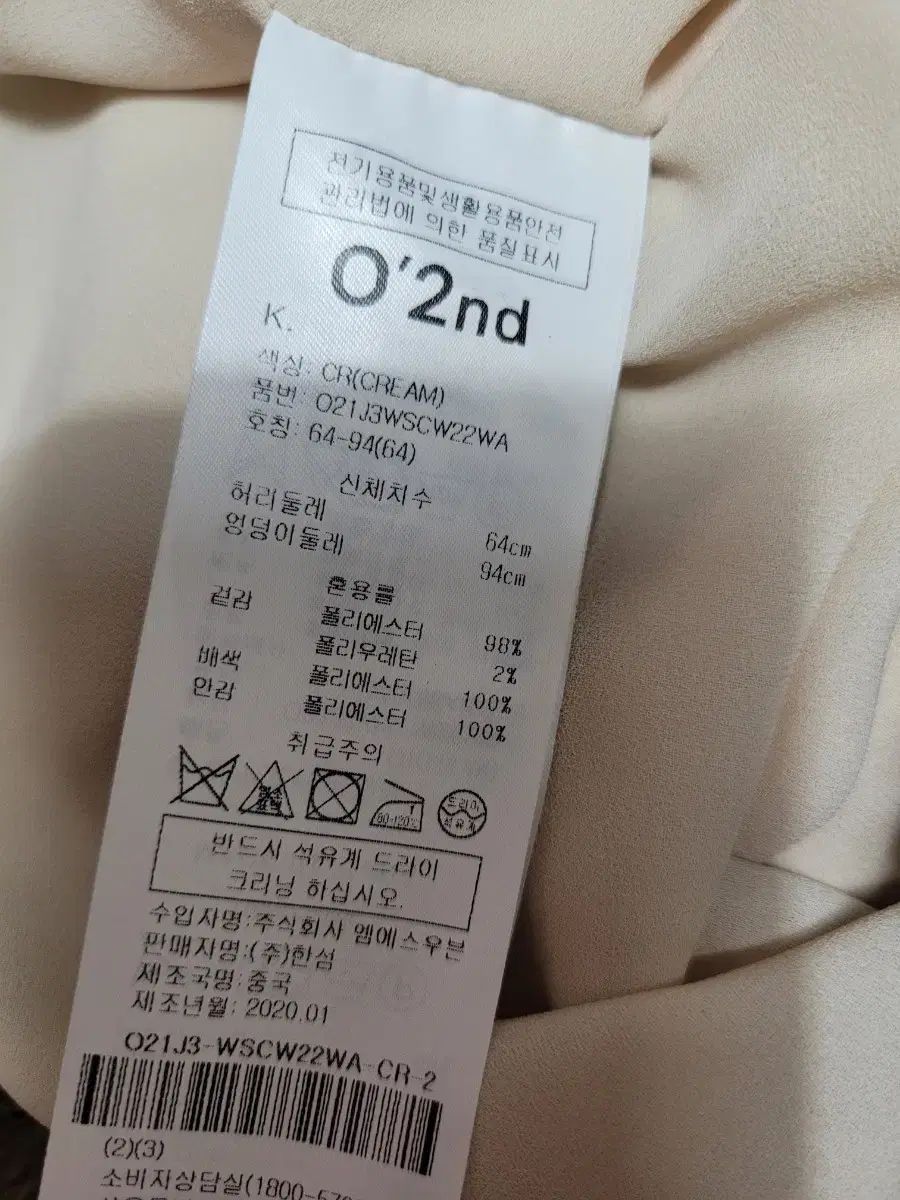 전기용품및생활용품안전
관리법에 의한 품질표시
O'2nd
K.
색상: CR(CREAM)
품번: O21J3WSCW22WA
호칭: 64-94(64)
신체치수
허리둘레 64cm
엉덩이둘레 94cm
혼용률
겉감 폴리에스터 98%
폴리우레탄 2%
배색 폴리에스터 100%
안감 폴리에스터 100%
취급주의
염소 표백
80-120℃
드라이
석유계
반드시 석유계 드라이
크리닝 하십시오.
수입자명:주식회사 엠에스우븐
판매자명:(주)한섬
제조국명:중국
제조년월: 2020.01
O21J3-WSCW22WA-CR-2
(2)(3)
소비자상담실(1800-570